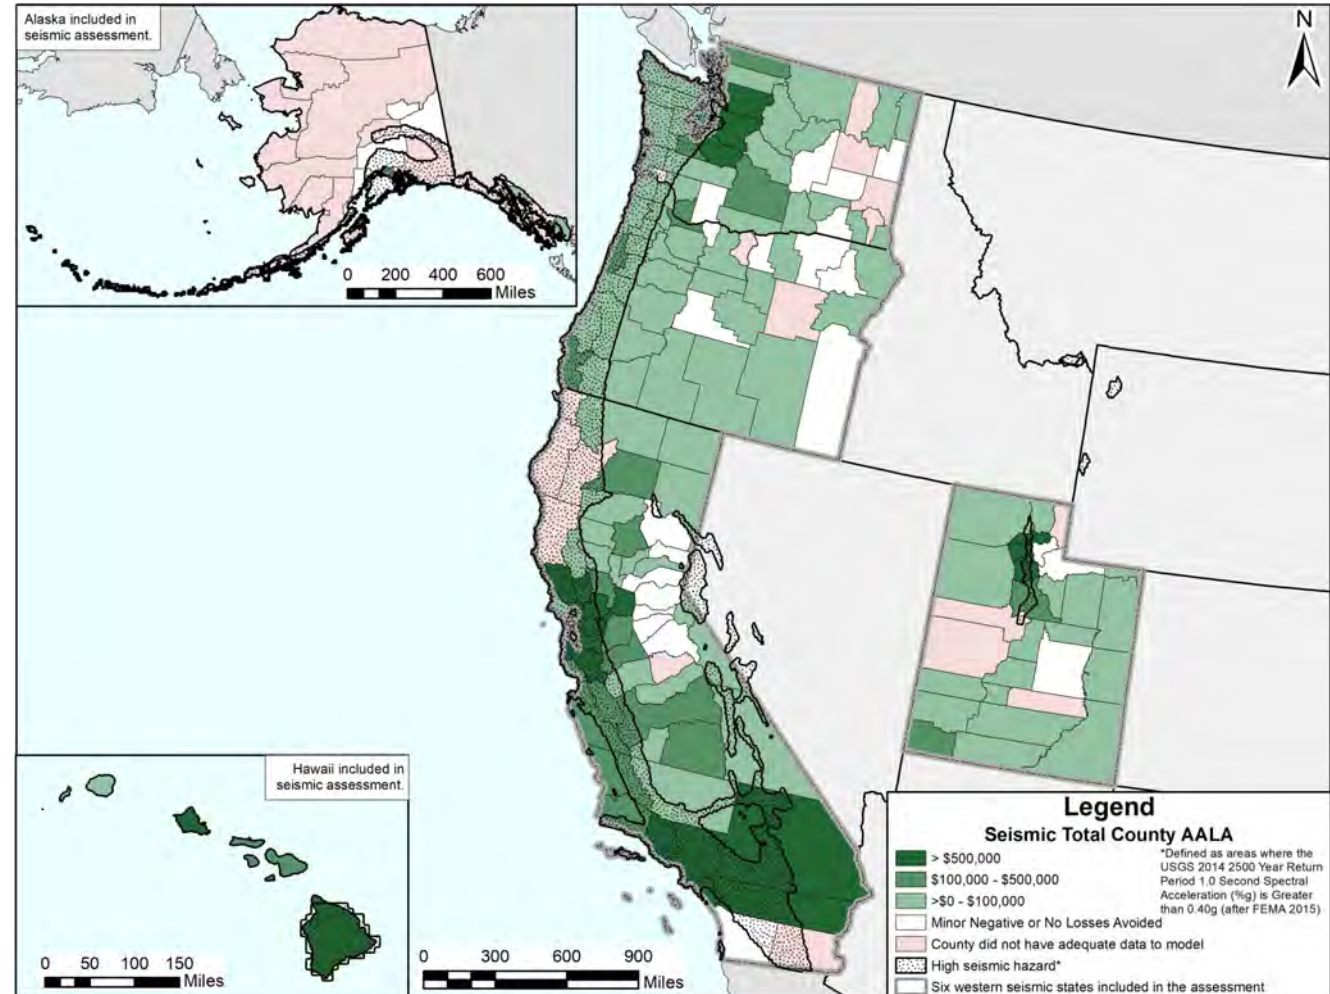 Alaska included in
seismic assessment.
N
0 200 400 600
Miles
Hawaii included in
seismic assessment.
0 50 100 150
Miles
0 300 600 900
Miles
Legend
Seismic Total County AALA
> $500,000
$100,000 - $500,000
>$0 - $100,000
*Defined as areas where the
USGS 2014 2500 Year Return
Period 1.0 Second Spectral
Acceleration (%g) is Greater
than 0.40g (after FEMA 2015)
Minor Negative or No Losses Avoided
County did not have adequate data to model
High seismic hazard*
Six western seismic states included in the assessment